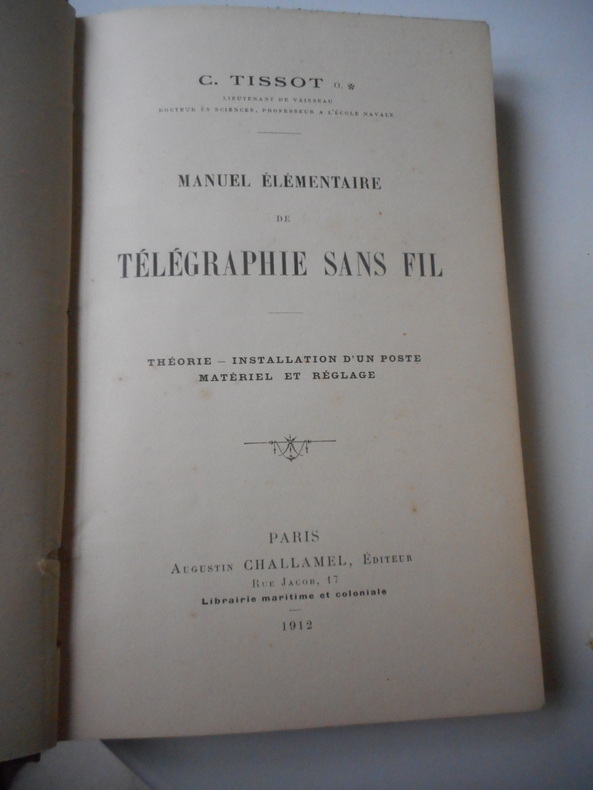 C. TISSOT O. ✻
LIEUTENANT DE VAISSEAU
DOCTEUR ÈS SCIENCES, PROFESSEUR A L'ÉCOLE NAVALE
MANUEL ÉLÉMENTAIRE
DE
TÉLÉGRAPHIE SANS FIL
THÉORIE — INSTALLATION D'UN POSTE
MATÉRIEL ET RÉGLAGE
PARIS
AUGUSTIN CHALLAMEL, ÉDITEUR
RUE JACOB, 17
Librairie maritime et coloniale
1912